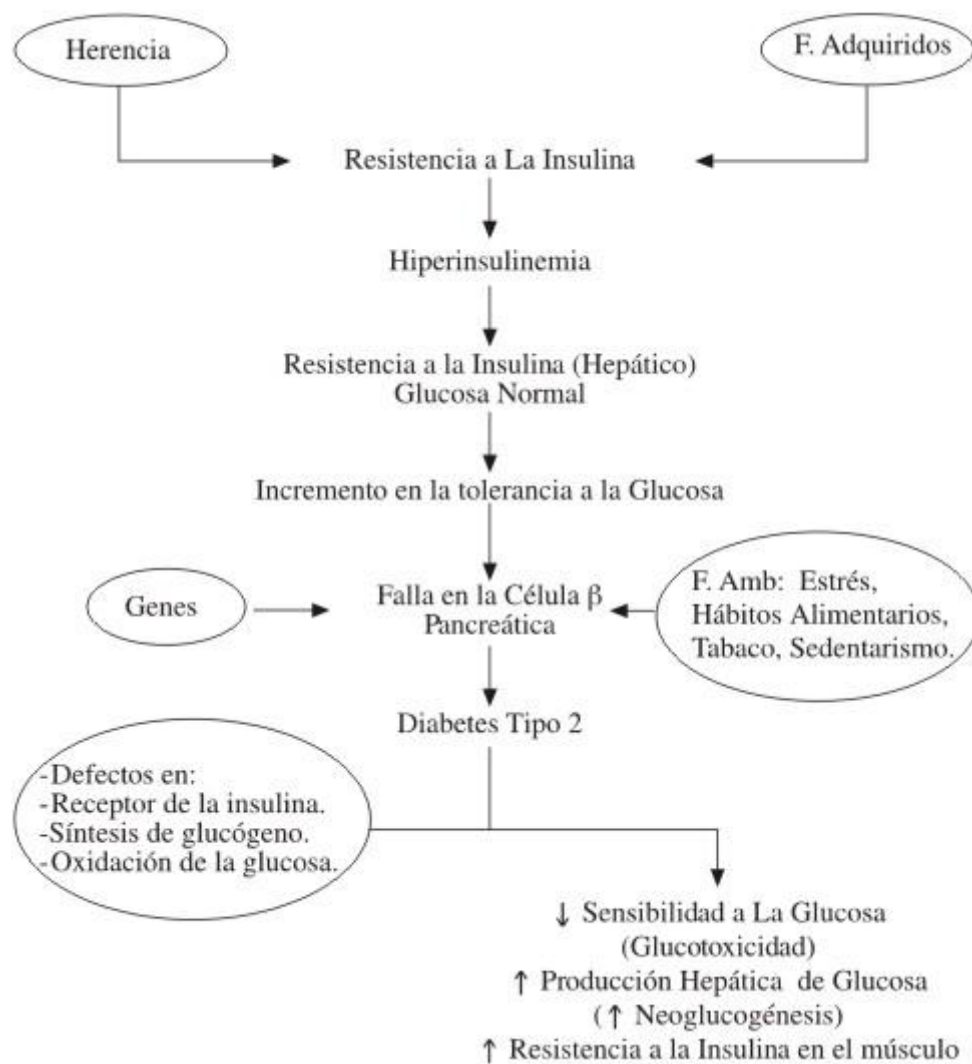 Herencia
F. Adquiridos
Resistencia a La Insulina
Hiperinsulinemia
Resistencia a la Insulina (Hepático)
Glucosa Normal
Incremento en la tolerancia a la Glucosa
Genes
Falla en la Célula β
Pancreática
F. Amb: Estrés,
Hábitos Alimentarios,
Tabaco, Sedentarismo.
Diabetes Tipo 2
-Defectos en:
-Receptor de la insulina.
-Síntesis de glucógeno.
-Oxidación de la glucosa.
↓ Sensibilidad a La Glucosa
(Glucotoxicidad)
↑ Producción Hepática de Glucosa
(↑ Neoglucogénesis)
↑ Resistencia a la Insulina en el músculo